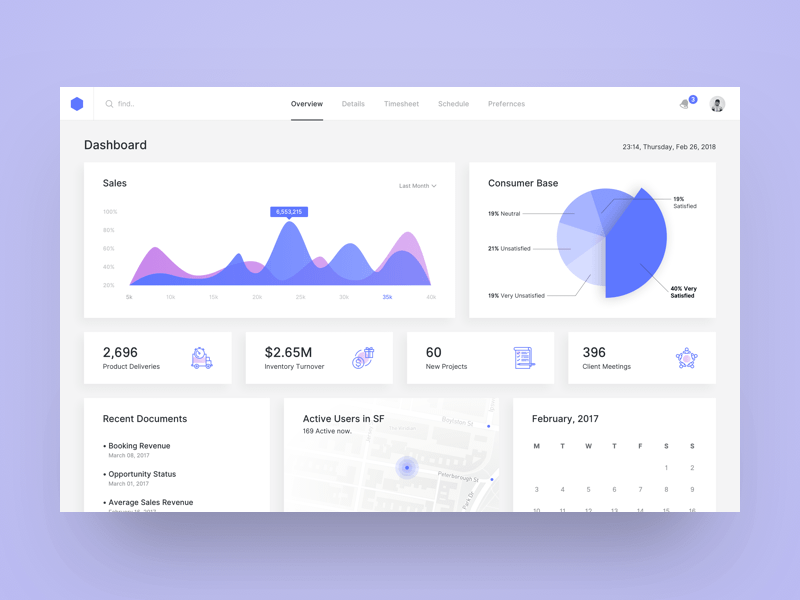 find..
Overview
Details
Timesheet
Schedule
Prefernces
3
Dashboard
23:14, Thursday, Feb 26, 2018
Sales
Last Month
100%
80%
60%
40%
20%
6,553,215
5k
10k
15k
20k
25k
30k
35k
40k
Consumer Base
19% Neutral
21% Unsatisfied
19% Very Unsatisfied
19%
Satisfied
40% Very
Satisfied
2,696
Product Deliveries
$2.65M
Inventory Turnover
60
New Projects
396
Client Meetings
Recent Documents
• Booking Revenue
March 08, 2017
• Opportunity Status
March 01, 2017
• Average Sales Revenue
Active Users in SF
169 Active now.
Boylston St
Peterborough St
Park Dr
February, 2017
M T W T F S S
1 2
3 4 5 6 7 8 9
10 11 12 13 14 15 16